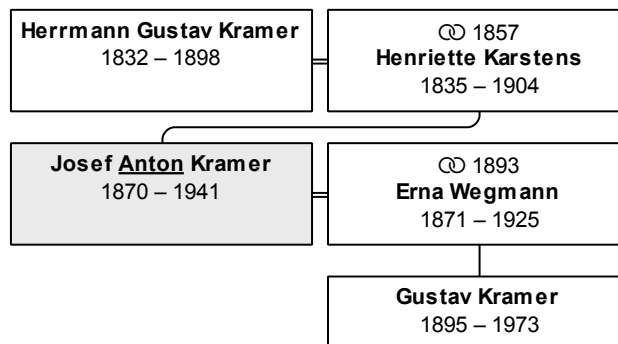 Herrmann Gustav Kramer
1832 – 1898
⚭ 1857
Henriette Karstens
1835 – 1904
Josef Anton Kramer
1870 – 1941
⚭ 1893
Erna Wegmann
1871 – 1925
Gustav Kramer
1895 – 1973